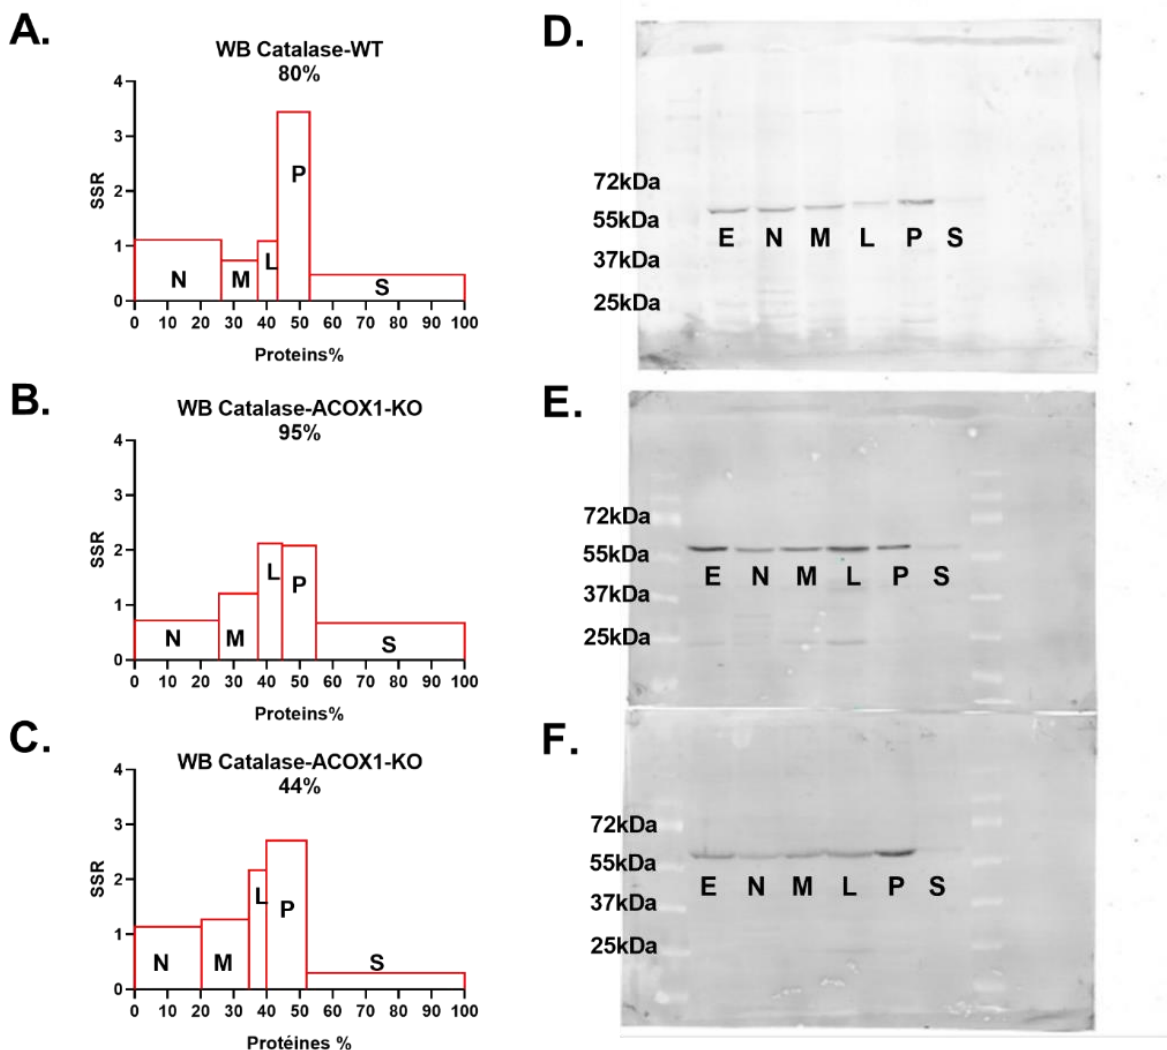 A.
WB Catalase-WT
80%
4
3
2
1
0
SSR
N
M
L
P
S
0 10 20 30 40 50 60 70 80 90 100
Proteins%
D.
72kDa
55kDa
37kDa
25kDa
E N M L P S
B.
WB Catalase-ACOX1-KO
95%
4
3
2
1
0
SSR
N
M
L
P
S
0 10 20 30 40 50 60 70 80 90 100
Proteins%
E.
72kDa
55kDa
37kDa
25kDa
E N M L P S
C.
WB Catalase-ACOX1-KO
44%
4
3
2
1
0
SSR
N
M
L
P
S
0 10 20 30 40 50 60 70 80 90 100
Protéines %
F.
72kDa
55kDa
37kDa
25kDa
E N M L P S